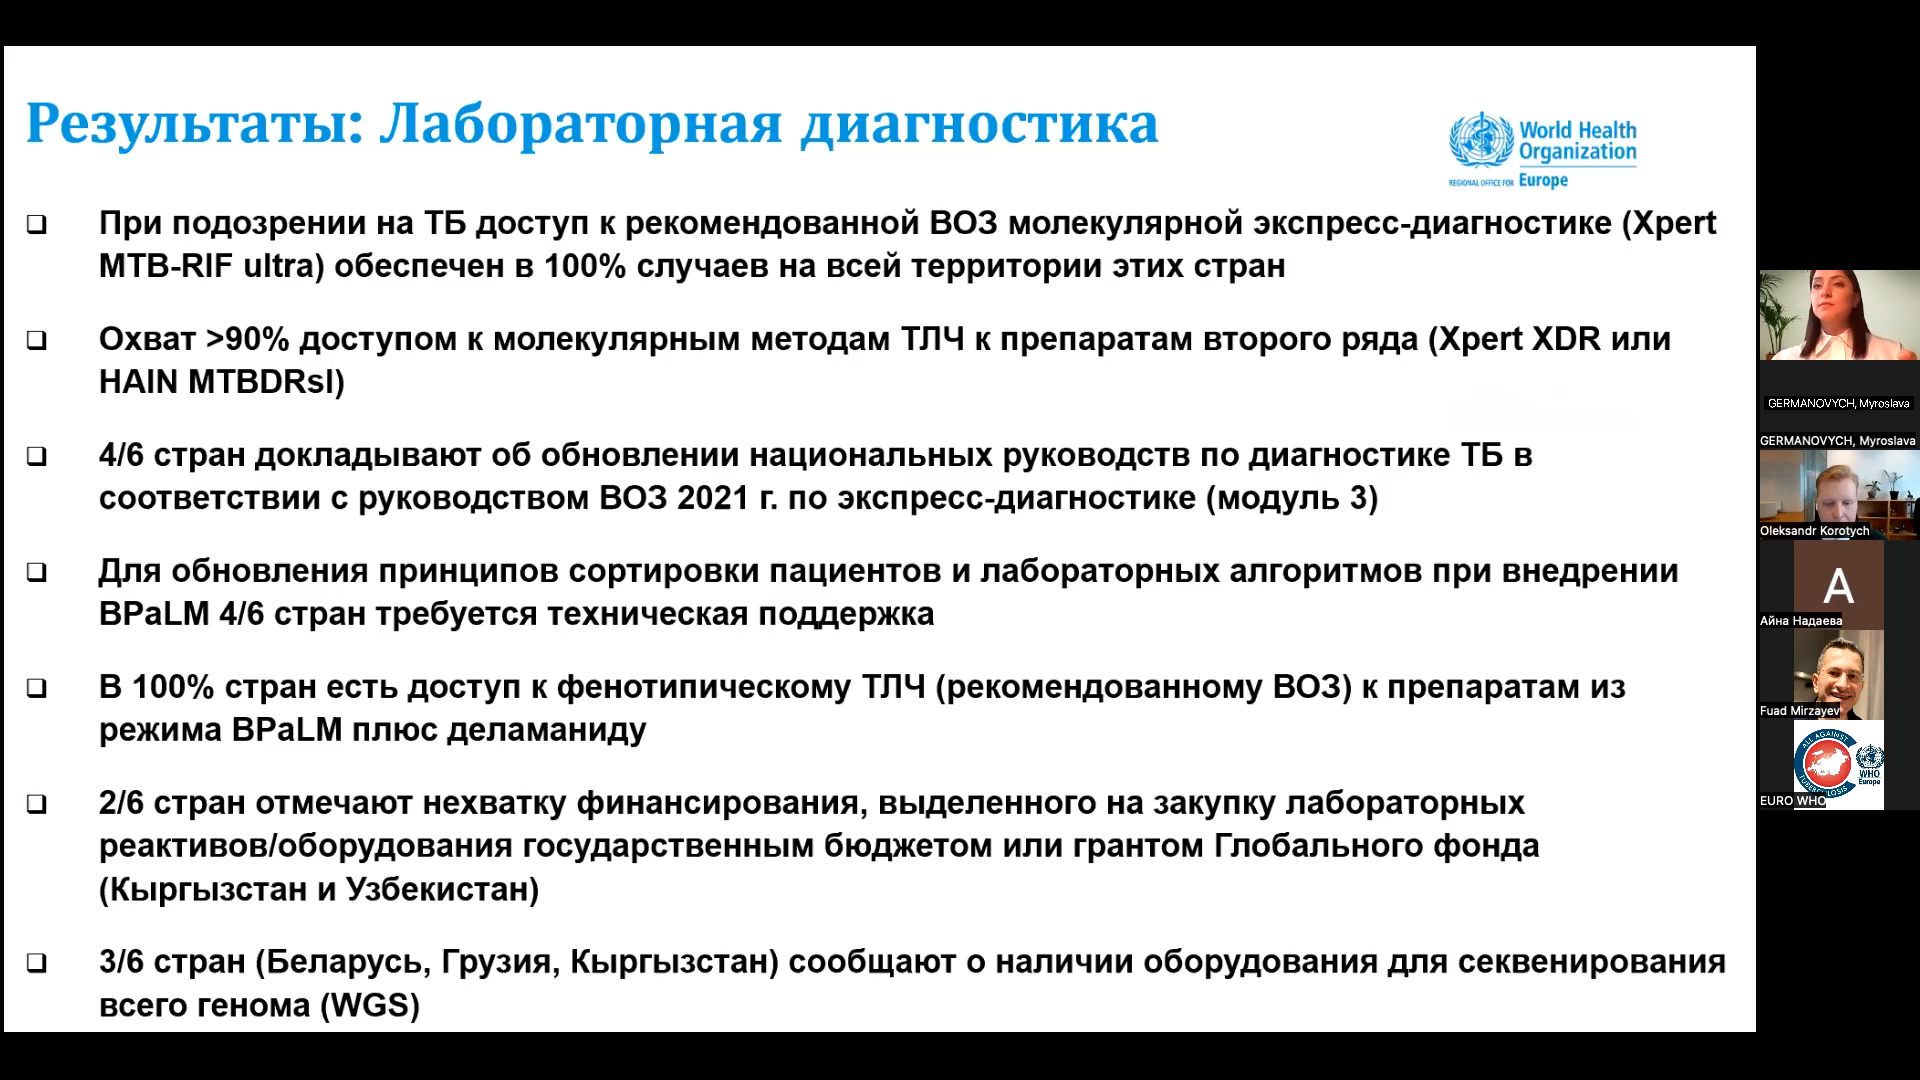 Результаты: Лабораторная диагностика
World Health
Organization
REGIONAL OFFICE FOR Europe
При подозрении на ТБ доступ к рекомендованной ВОЗ молекулярной экспресс-диагностике (Xpert
MTB-RIF ultra) обеспечен в 100% случаев на всей территории этих стран
Охват >90% доступом к молекулярным методам ТЛЧ к препаратам второго ряда (Xpert XDR или
HAIN MTBDRsl)
4/6 стран докладывают об обновлении национальных руководств по диагностике ТБ в
соответствии с руководством ВОЗ 2021 г. по экспресс-диагностике (модуль 3)
Для обновления принципов сортировки пациентов и лабораторных алгоритмов при внедрении
BPaLM 4/6 стран требуется техническая поддержка
В 100% стран есть доступ к фенотипическому ТЛЧ (рекомендованному ВОЗ) к препаратам из
режима BPaLM плюс деламаниду
2/6 стран отмечают нехватку финансирования, выделенного на закупку лабораторных
реактивов/оборудования государственным бюджетом или грантом Глобального фонда
(Кыргызстан и Узбекистан)
3/6 стран (Беларусь, Грузия, Кыргызстан) сообщают о наличии оборудования для секвенирования
всего генома (WGS)
GERMANOVYCH, Myroslava
GERMANOVYCH, Myroslava
Oleksandr Korotych
A
Айна Надаева
Fuad Mirzayev
ALL AGAINST
TUBERCULOSIS
WHO
Europe
EURO WHO